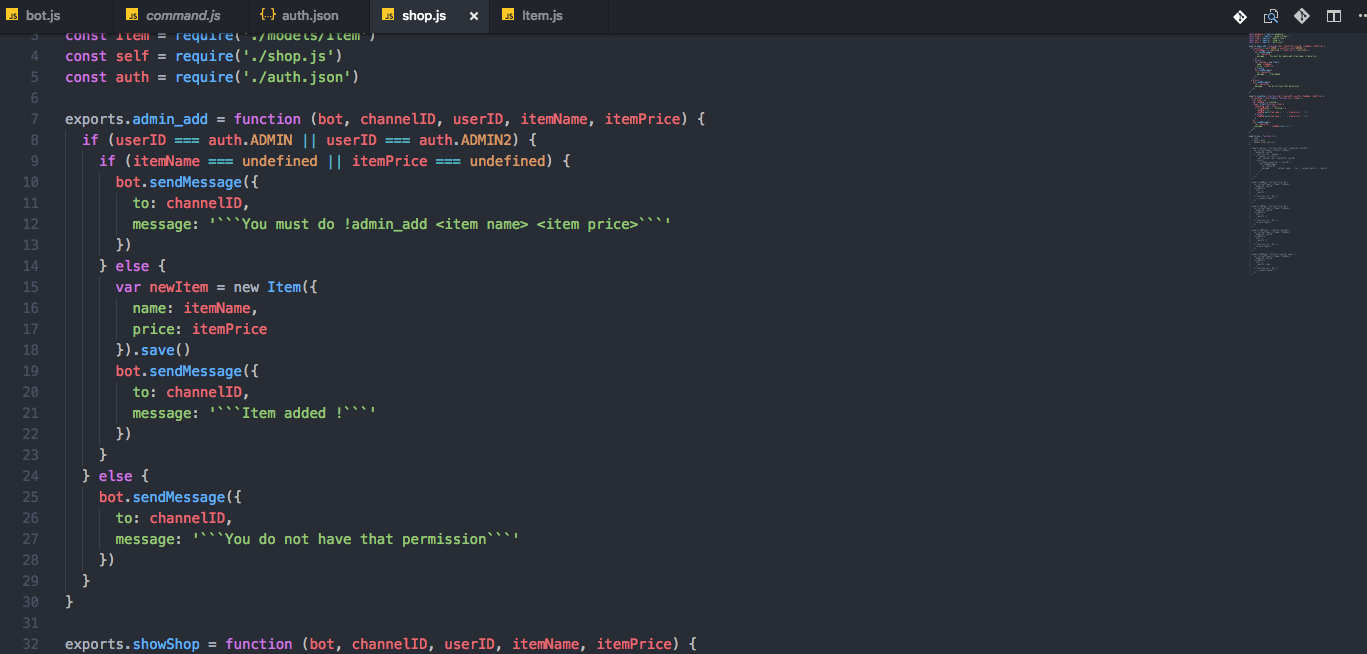 bot.js command.js auth.json shop.js × Item.js
3 const Item = require('./models/Item')
4 const self = require('./shop.js')
5 const auth = require('./auth.json')
6
7 exports.admin_add = function (bot, channelID, userID, itemName, itemPrice) {
8 if (userID === auth.ADMIN || userID === auth.ADMIN2) {
9 if (itemName === undefined || itemPrice === undefined) {
10 bot.sendMessage({
11 to: channelID,
12 message: '```You must do !admin_add <item name> <item price>```'
13 })
14 } else {
15 var newItem = new Item({
16 name: itemName,
17 price: itemPrice
18 }).save()
19 bot.sendMessage({
20 to: channelID,
21 message: '```Item added !```'
22 })
23 }
24 } else {
25 bot.sendMessage({
26 to: channelID,
27 message: '```You do not have that permission```'
28 })
29 }
30 }
31
32 exports.showShop = function (bot, channelID, userID, itemName, itemPrice) {